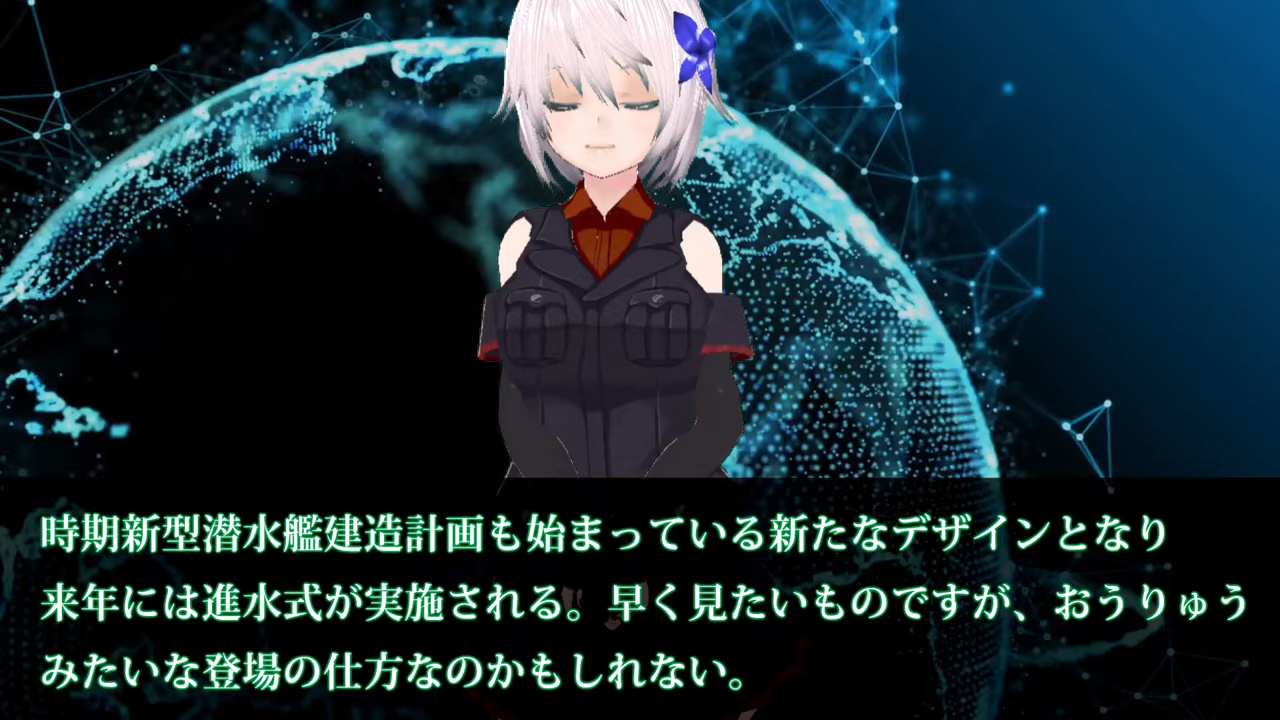 時期新型潜水艦建造計画も始まっている新たなデザインとなり
来年には進水式が実施される。早く見たいものですが、おうりゅう
みたいな登場の仕方なのかもしれない。